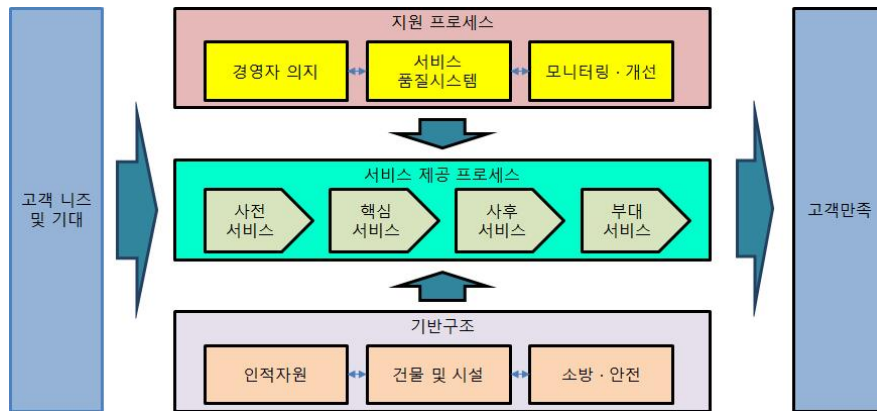 지원 프로세스
경영자 의지
서비스
품질시스템
모니터링 · 개선
고객 니즈
및 기대
서비스 제공 프로세스
사전
서비스
핵심
서비스
사후
서비스
부대
서비스
고객만족
기반구조
인적자원
건물 및 시설
소방 · 안전